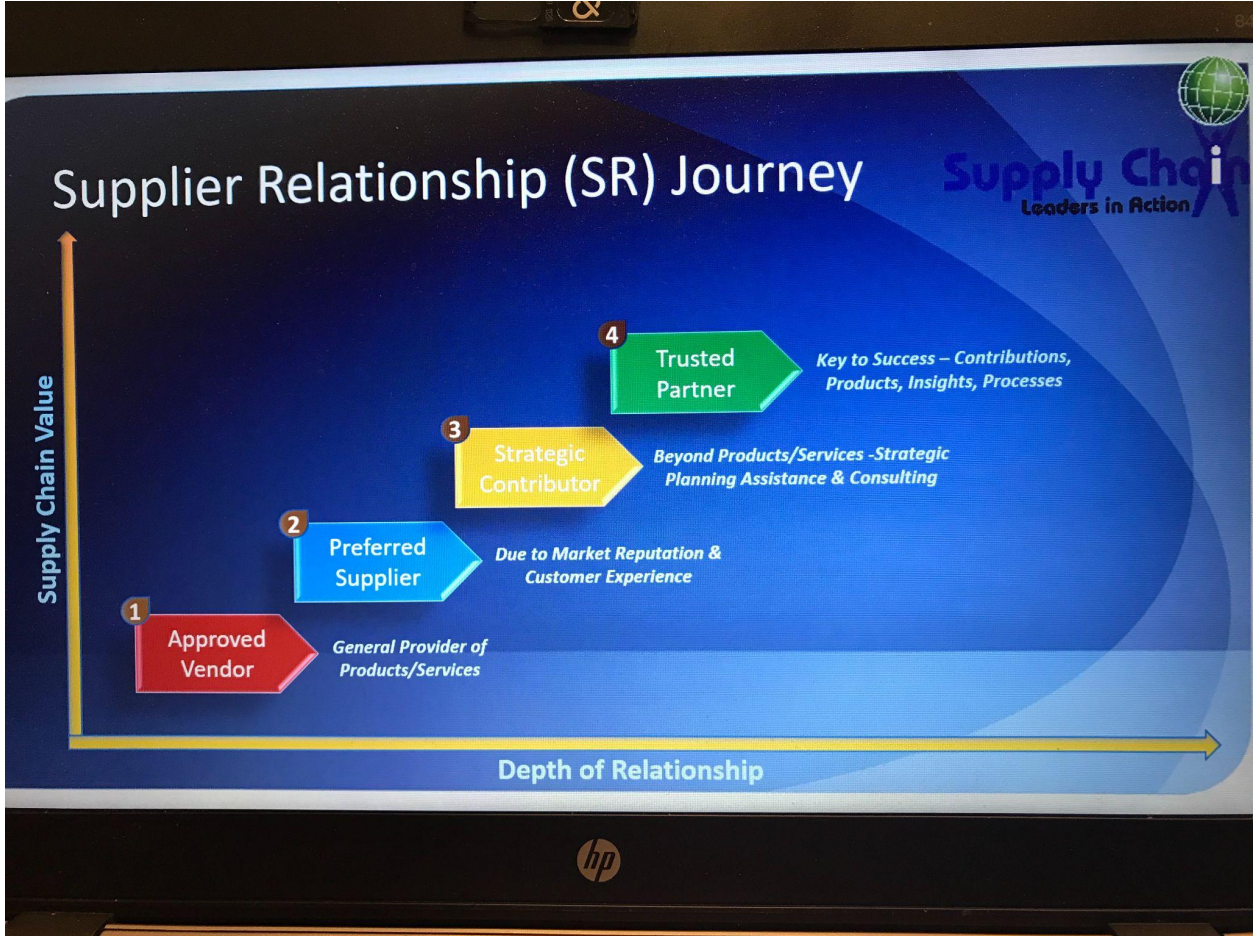 &
Supplier Relationship (SR) Journey
Supply Chain
Leaders in Action
Supply Chain Value
4
Trusted
Partner
Key to Success – Contributions,
Products, Insights, Processes
3
Strategic
Contributor
Beyond Products/Services -Strategic
Planning Assistance & Consulting
2
Preferred
Supplier
Due to Market Reputation &
Customer Experience
1
Approved
Vendor
General Provider of
Products/Services
Depth of Relationship
hp